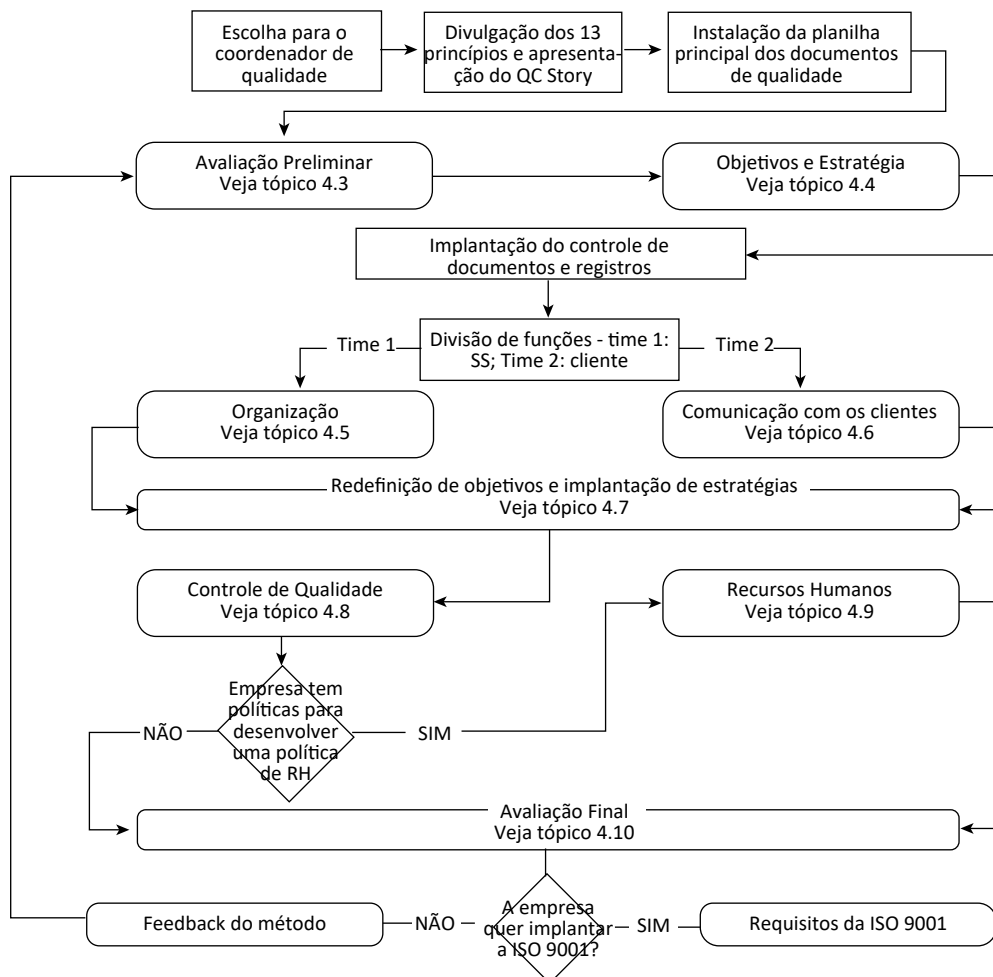 Escolha para o
coordenador de
qualidade
Divulgação dos 13
princípios e apresenta-
ção do QC Story
Instalação da planilha
principal dos documentos
de qualidade
Avaliação Preliminar
Veja tópico 4.3
Objetivos e Estratégia
Veja tópico 4.4
Implantação do controle de
documentos e registros
Time 1
Divisão de funções - time 1:
SS; Time 2: cliente
Time 2
Organização
Veja tópico 4.5
Comunicação com os clientes
Veja tópico 4.6
Redefinição de objetivos e implantação de estratégias
Veja tópico 4.7
Controle de Qualidade
Veja tópico 4.8
Recursos Humanos
Veja tópico 4.9
Empresa tem
políticas para
desenvolver
uma política
de RH
NÃO
SIM
Avaliação Final
Veja tópico 4.10
Feedback do método
NÃO
A empresa
quer implantar
a ISO 9001?
SIM
Requisitos da ISO 9001